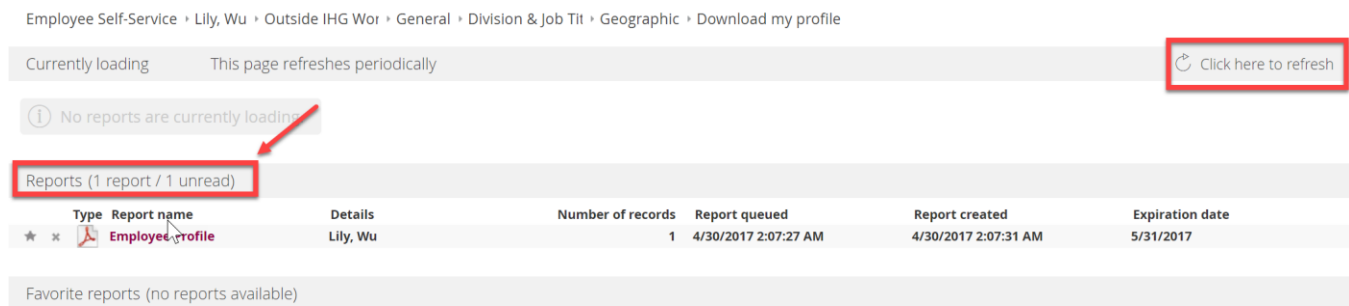 Employee Self-Service › Lily, Wu › Outside IHG Wor › General › Division & Job Tit › Geographic › Download my profile
Currently loading This page refreshes periodically Click here to refresh
No reports are currently loading
Reports (1 report / 1 unread)
Type Report name Details Number of records Report queued Report created Expiration date
Employee Profile Lily, Wu 1 4/30/2017 2:07:27 AM 4/30/2017 2:07:31 AM 5/31/2017
Favorite reports (no reports available)